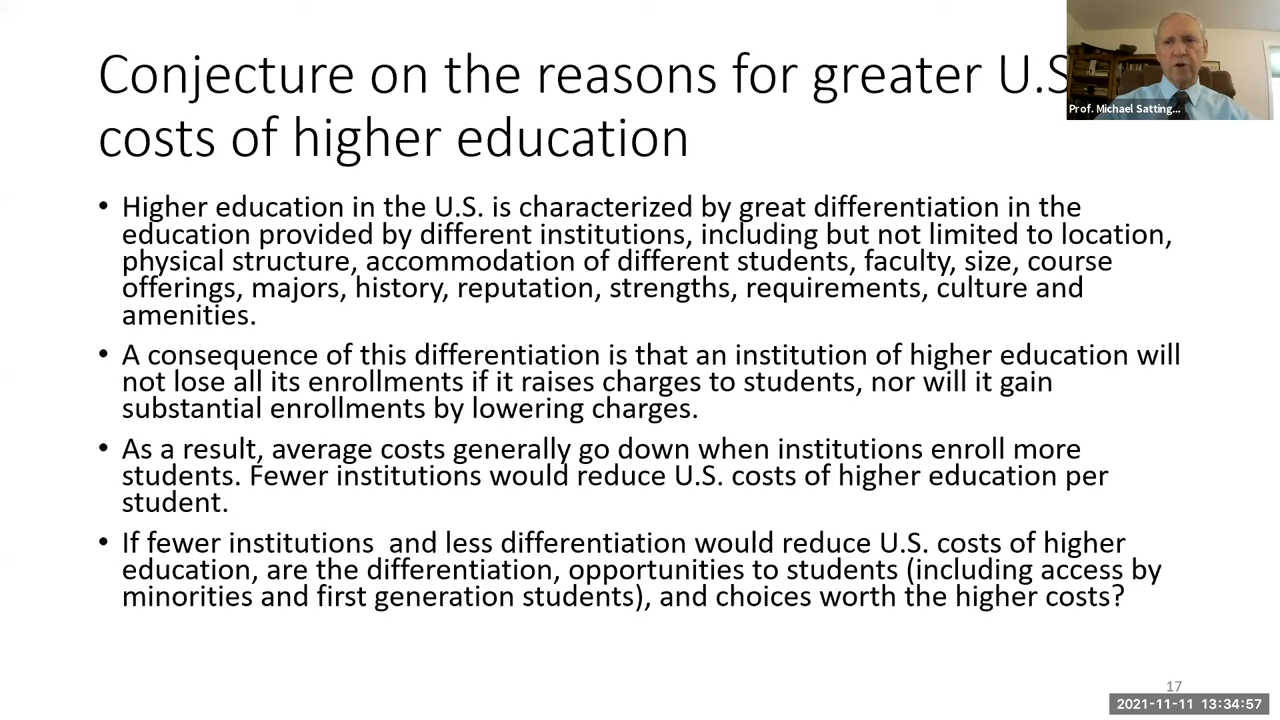 Conjecture on the reasons for greater U.S
costs of higher education
Prof. Michael Satting...
• Higher education in the U.S. is characterized by great differentiation in the
education provided by different institutions, including but not limited to location,
physical structure, accommodation of different students, faculty, size, course
offerings, majors, history, reputation, strengths, requirements, culture and
amenities.
• A consequence of this differentiation is that an institution of higher education will
not lose all its enrollments if it raises charges to students, nor will it gain
substantial enrollments by lowering charges.
• As a result, average costs generally go down when institutions enroll more
students. Fewer institutions would reduce U.S. costs of higher education per
student.
• If fewer institutions  and less differentiation would reduce U.S. costs of higher
education, are the differentiation, opportunities to students (including access by
minorities and first generation students), and choices worth the higher costs?
17
2021-11-11 13:34:57